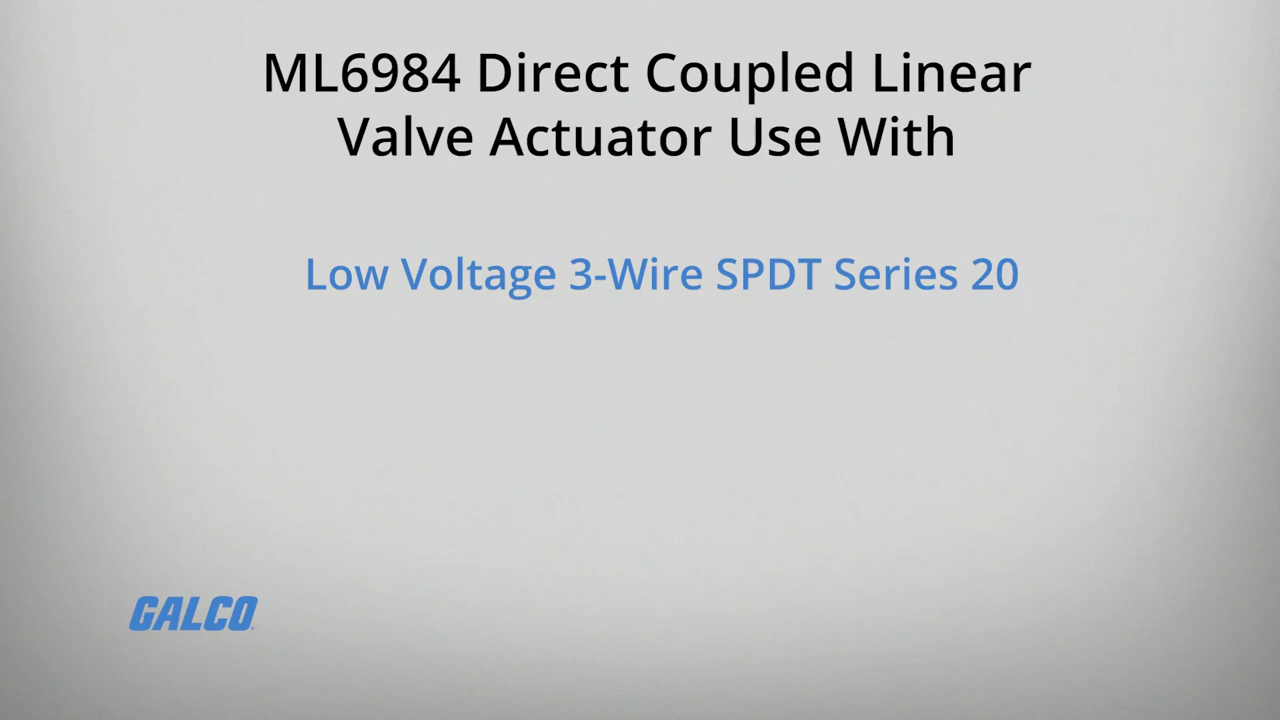 ML6984 Direct Coupled Linear
Valve Actuator Use With
Low Voltage 3-Wire SPDT Series 20
GALCO